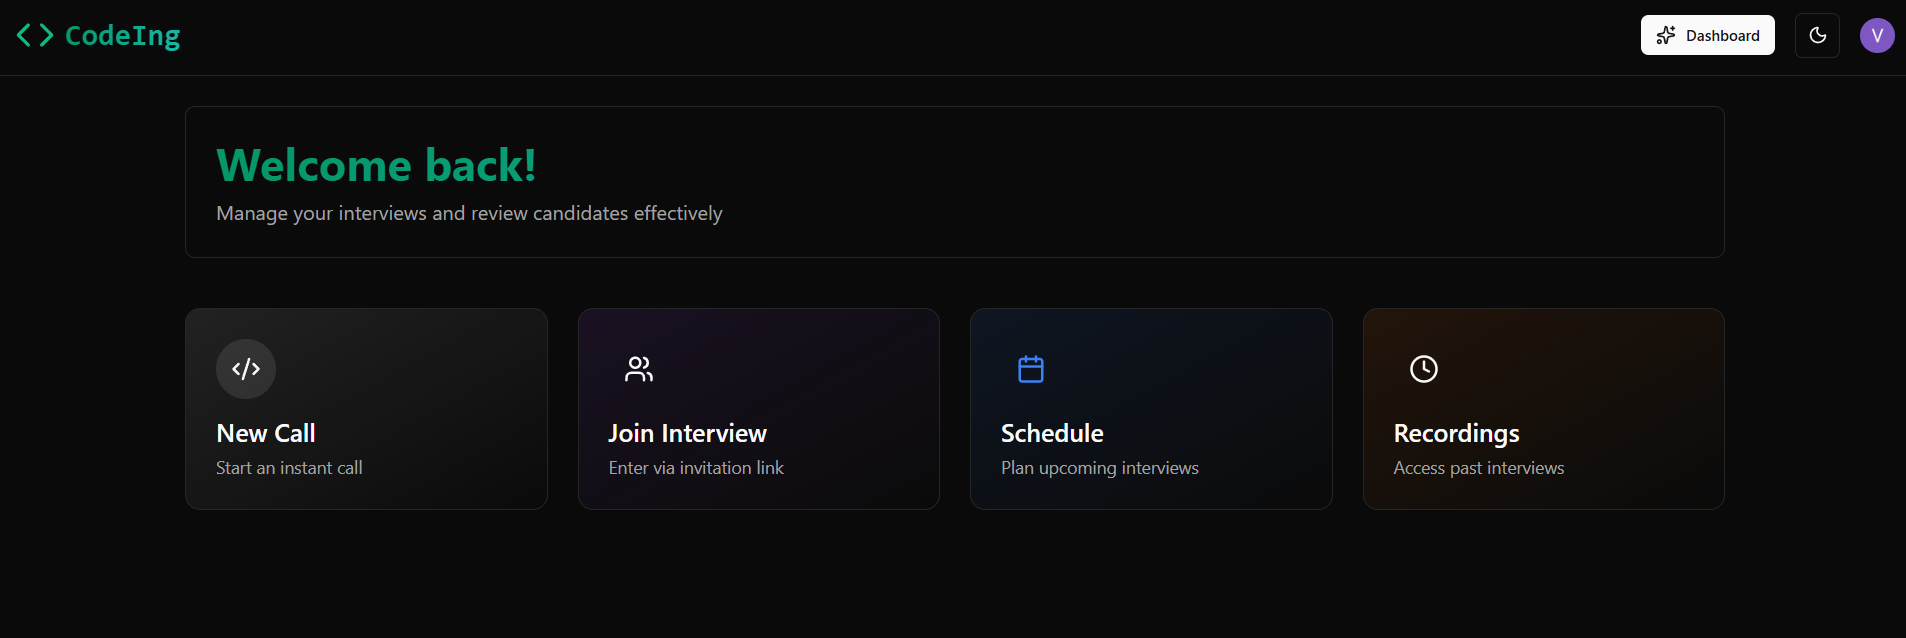 CodeIng
Dashboard
V
Welcome back!
Manage your interviews and review candidates effectively
New Call
Start an instant call
Join Interview
Enter via invitation link
Schedule
Plan upcoming interviews
Recordings
Access past interviews